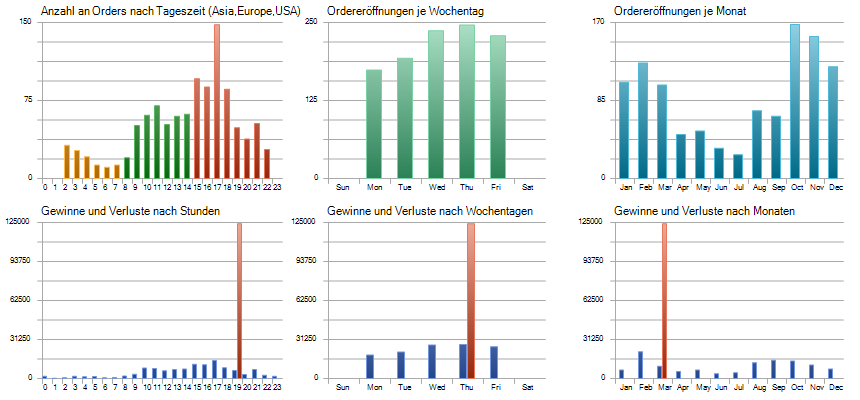 Anzahl an Orders nach Tageszeit (Asia,Europe,USA)
150
75
0
0 1 2 3 4 5 6 7 8 9 10 11 12 13 14 15 16 17 18 19 20 21 22 23
Ordereröffnungen je Wochentag
250
125
0
Sun Mon Tue Wed Thu Fri Sat
Ordereröffnungen je Monat
170
85
0
Jan Feb Mar Apr May Jun Jul Aug Sep Oct Nov Dec
Gewinne und Verluste nach Stunden
125000
93750
62500
31250
0
0 1 2 3 4 5 6 7 8 9 10 11 12 13 14 15 16 17 18 19 20 21 22 23
Gewinne und Verluste nach Wochentagen
125000
93750
62500
31250
0
Sun Mon Tue Wed Thu Fri Sat
Gewinne und Verluste nach Monaten
125000
93750
62500
31250
0
Jan Feb Mar Apr May Jun Jul Aug Sep Oct Nov Dec